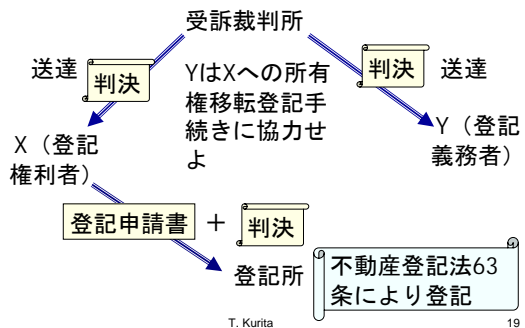 受訴裁判所
送達
判決
YはXへの所有
権移転登記手
続きに協力せ
よ
判決
送達
X（登記
権利者）
Y（登記
義務者）
登記申請書
＋
判決
登記所
不動産登記法63
条により登記
T. Kurita
19